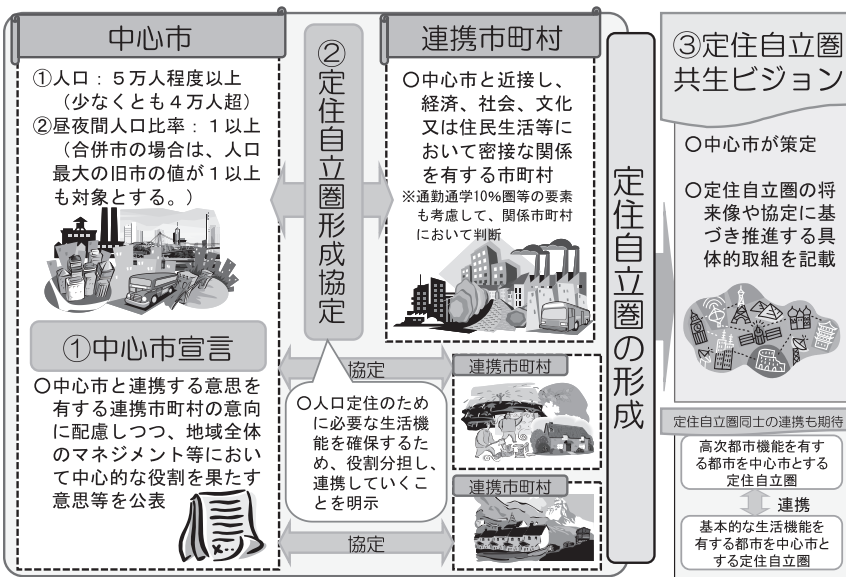 中心市
①人口：５万人程度以上
（少なくとも４万人超）
②昼夜間人口比率：１以上
（合併市の場合は、人口
最大の旧市の値が１以上
も対象とする。）
①中心市宣言
○中心市と連携する意思を
有する連携市町村の意向
に配慮しつつ、地域全体
のマネジメント等におい
て中心的な役割を果たす
意思等を公表
②定住自立圏形成協定
協定
○人口定住のため
に必要な生活機
能を確保するた
め、役割分担し、
連携していくこ
とを明示
協定
連携市町村
○中心市と近接し、
経済、社会、文化
又は住民生活等に
おいて密接な関係
を有する市町村
※通勤通学10%圏等の要素
も考慮して、関係市町村
において判断
連携市町村
連携市町村
定住自立圏の形成
③定住自立圏
共生ビジョン
○中心市が策定
○定住自立圏の将
来像や協定に基
づき推進する具
体的取組を記載
定住自立圏同士の連携も期待
高次都市機能を有す
る都市を中心市とする
定住自立圏
連携
基本的な生活機能を
有する都市を中心市と
する定住自立圏